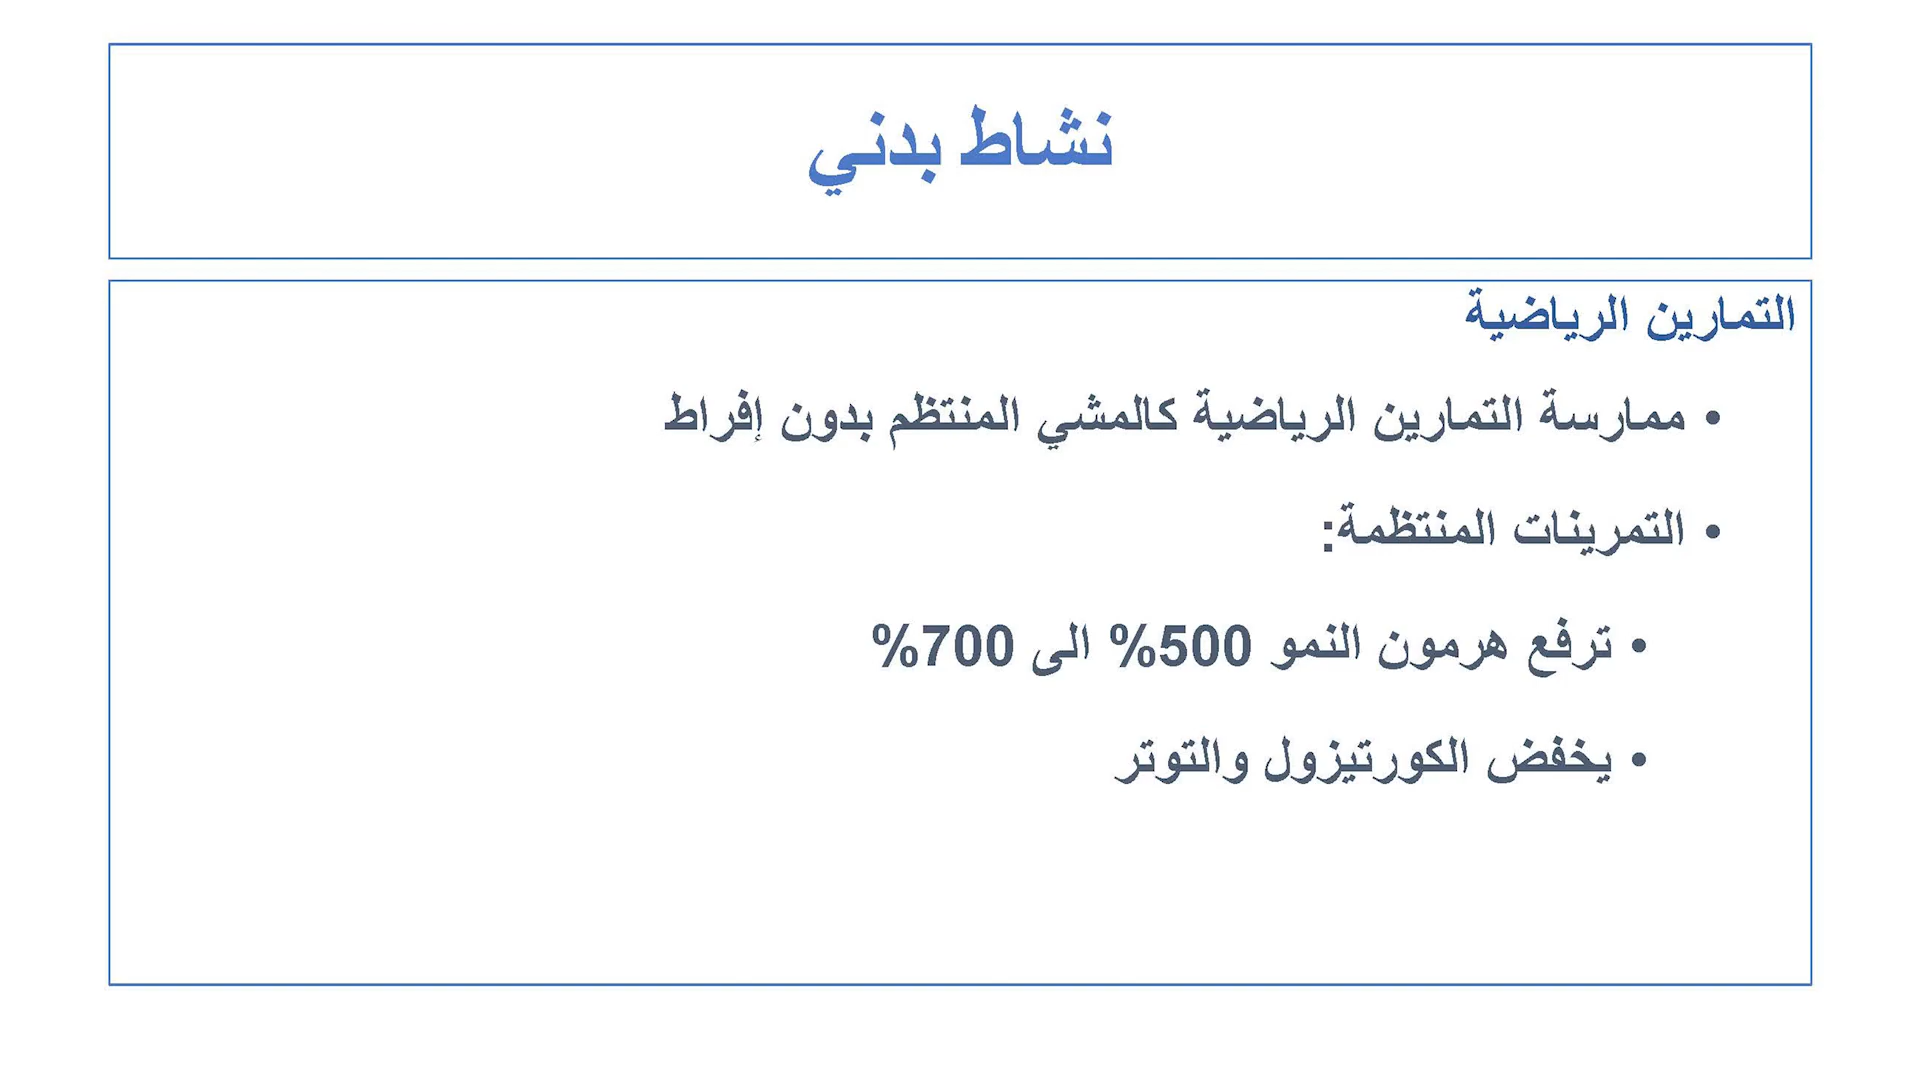 نشاط بدني
التمارين الرياضية
• ممارسة التمارين الرياضية كالمشي المنتظم بدون إفراط
• التمرينات المنتظمة:
• ترفع هرمون النمو 500% الى 700%
• يخفض الكورتيزول والتوتر